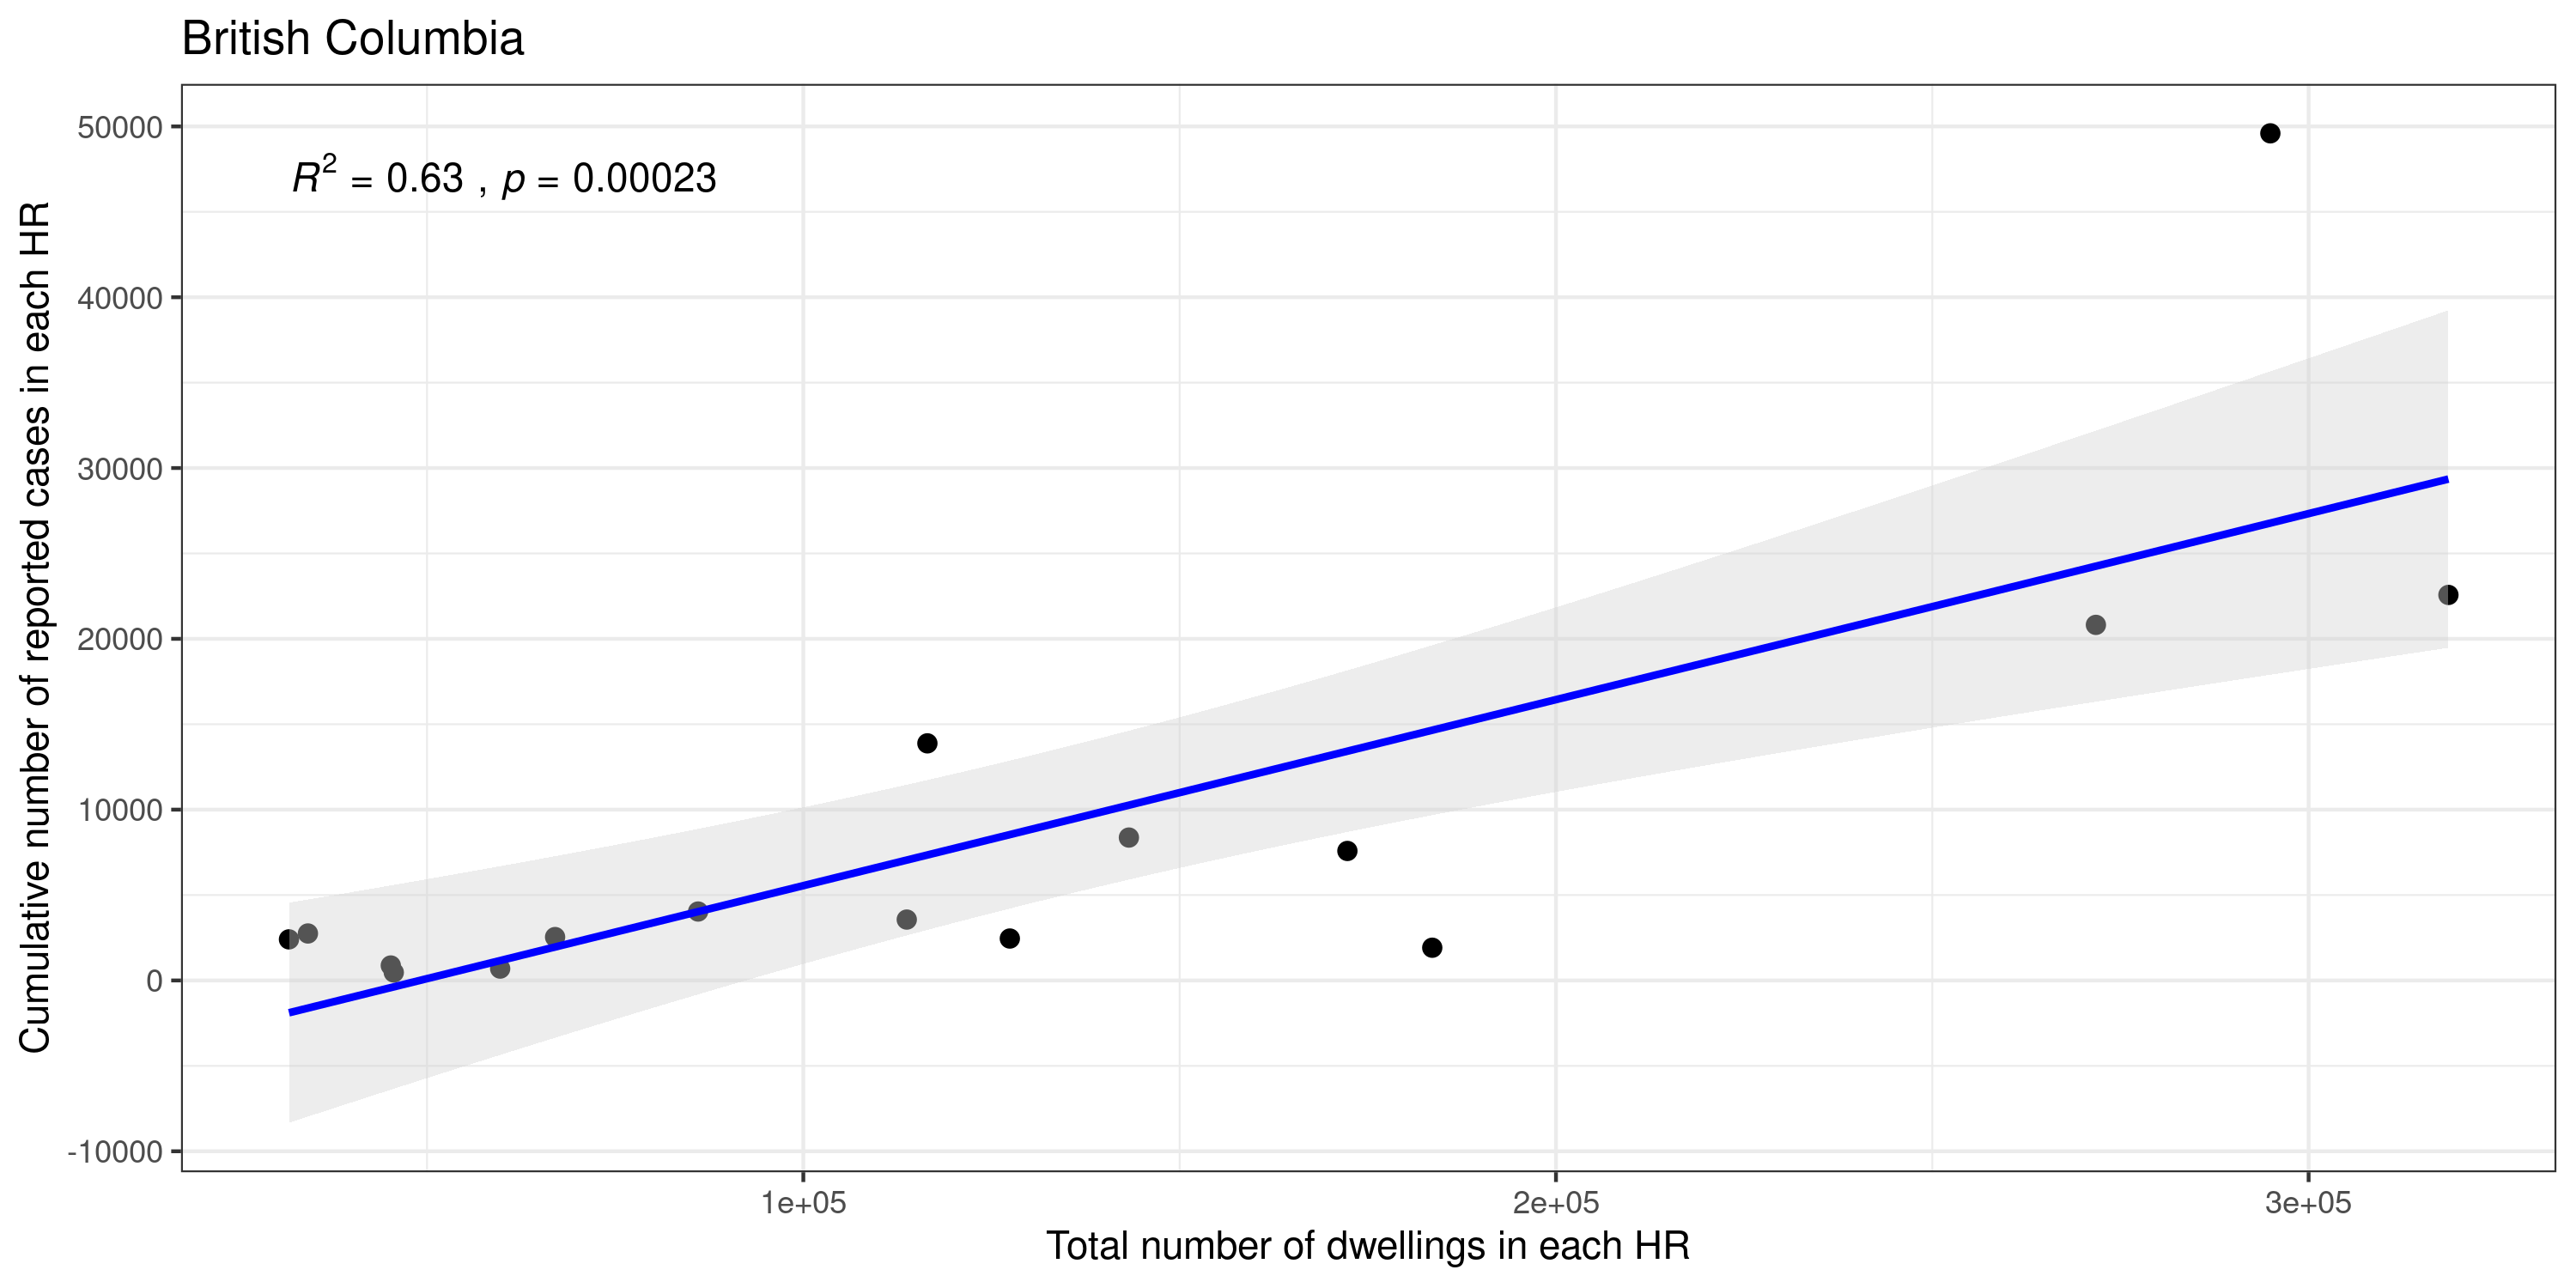 British Columbia
R² = 0.63 , p = 0.00023
Cumulative number of reported cases in each HR
50000
40000
30000
20000
10000
0
-10000
1e+05 2e+05 3e+05
Total number of dwellings in each HR